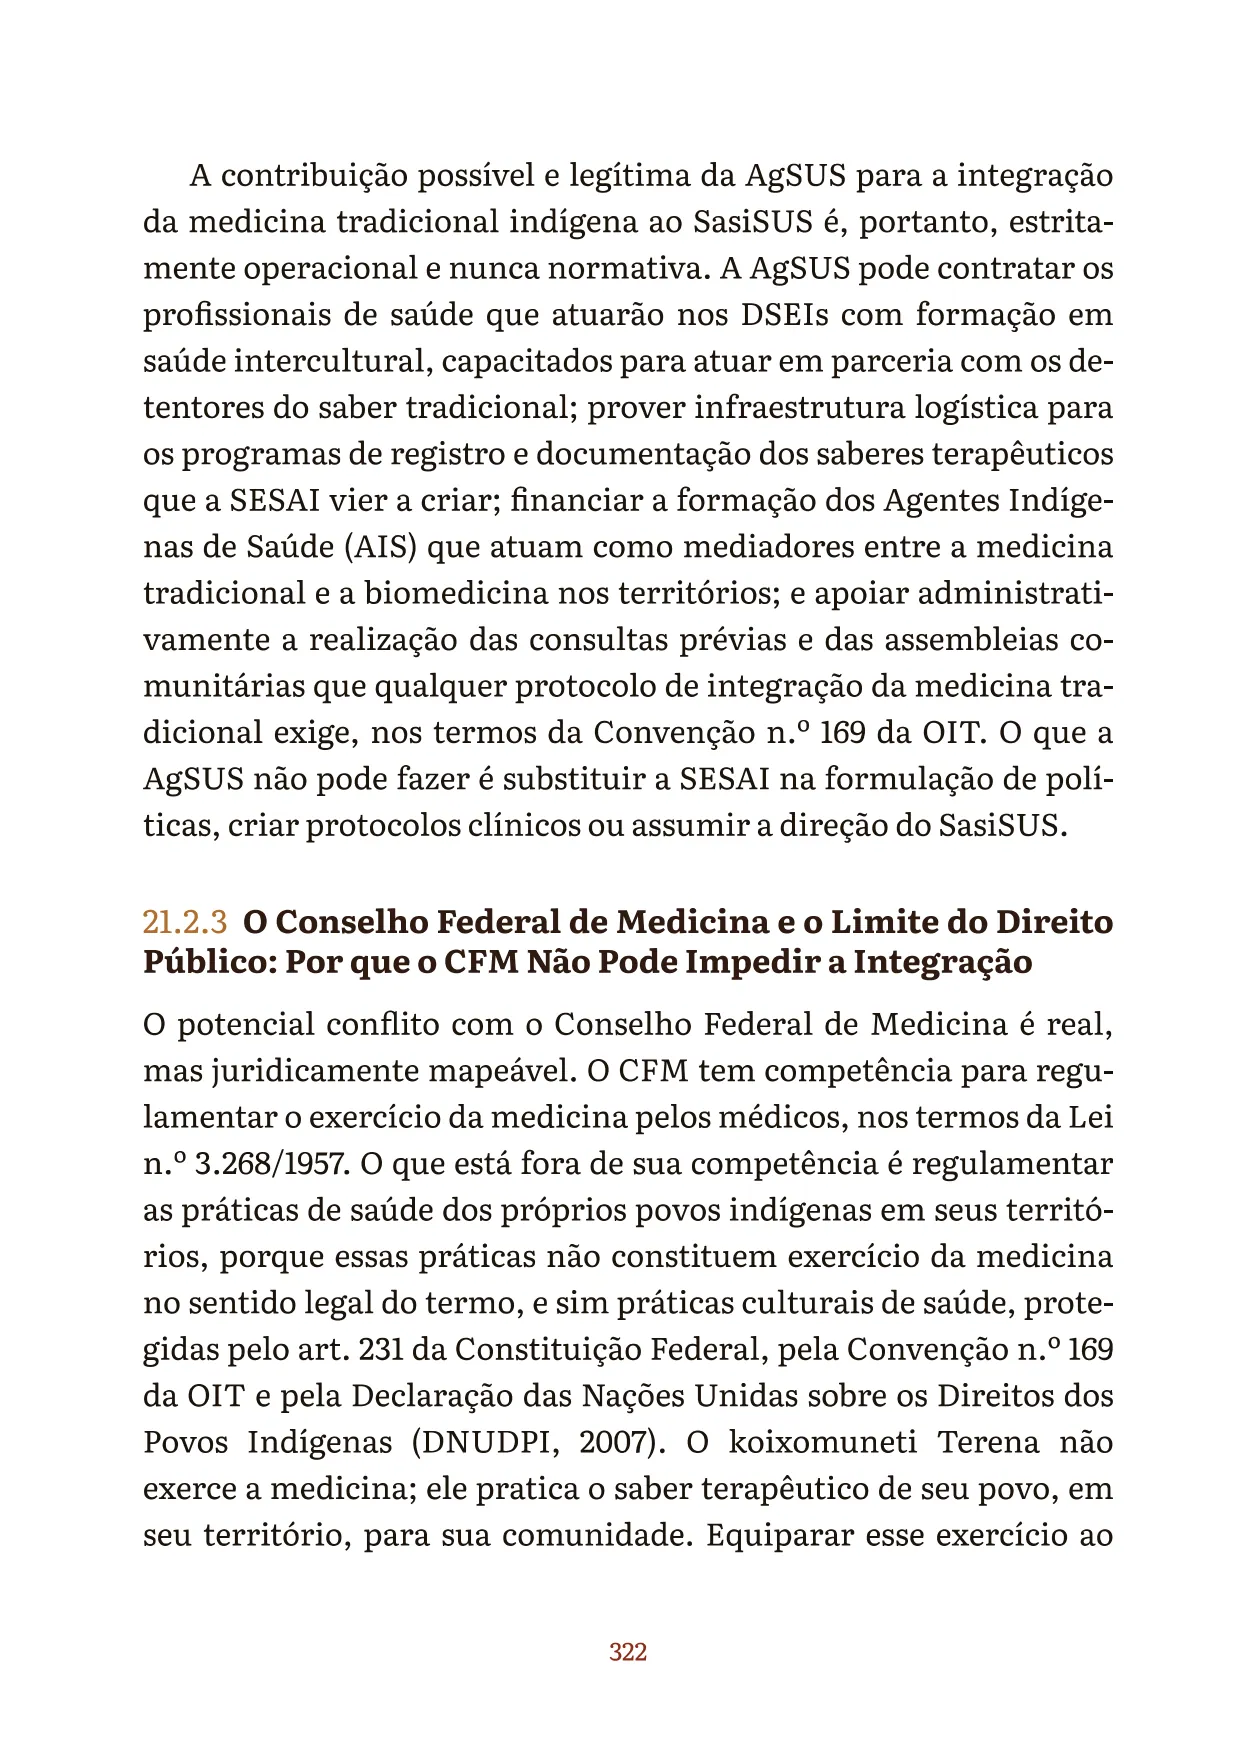 A contribuição possível e legítima da AgSUS para a integração
da medicina tradicional indígena ao SasiSUS é, portanto, estrita-
mente operacional e nunca normativa. A AgSUS pode contratar os
profissionais de saúde que atuarão nos DSEIs com formação em
saúde intercultural, capacitados para atuar em parceria com os de-
tentores do saber tradicional; prover infraestrutura logística para
os programas de registro e documentação dos saberes terapêuticos
que a SESAI vier a criar; financiar a formação dos Agentes Indíge-
nas de Saúde (AIS) que atuam como mediadores entre a medicina
tradicional e a biomedicina nos territórios; e apoiar administrati-
vamente a realização das consultas prévias e das assembleias co-
munitárias que qualquer protocolo de integração da medicina tra-
dicional exige, nos termos da Convenção n.º 169 da OIT. O que a
AgSUS não pode fazer é substituir a SESAI na formulação de polí-
ticas, criar protocolos clínicos ou assumir a direção do SasiSUS.
21.2.3 O Conselho Federal de Medicina e o Limite do Direito
Público: Por que o CFM Não Pode Impedir a Integração
O potencial conflito com o Conselho Federal de Medicina é real,
mas juridicamente mapeável. O CFM tem competência para regu-
lamentar o exercício da medicina pelos médicos, nos termos da Lei
n.º 3.268/1957. O que está fora de sua competência é regulamentar
as práticas de saúde dos próprios povos indígenas em seus territó-
rios, porque essas práticas não constituem exercício da medicina
no sentido legal do termo, e sim práticas culturais de saúde, prote-
gidas pelo art. 231 da Constituição Federal, pela Convenção n.º 169
da OIT e pela Declaração das Nações Unidas sobre os Direitos dos
Povos Indígenas (DNUDPI, 2007). O koixomuneti Terena não
exerce a medicina; ele pratica o saber terapêutico de seu povo, em
seu território, para sua comunidade. Equiparar esse exercício ao
322